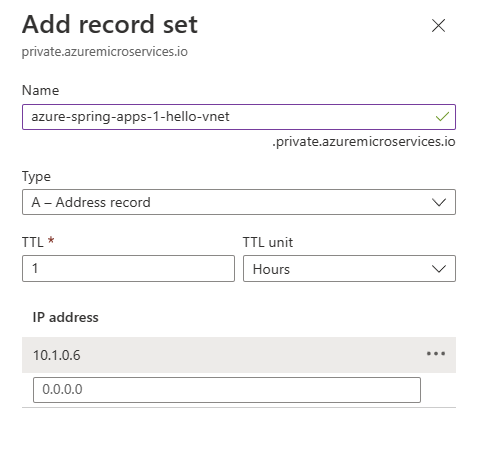 Add record set
private.azuremicroservices.io
Name
azure-spring-apps-1-hello-vnet
.private.azuremicroservices.io
Type
A – Address record
TTL * TTL unit
1 Hours
IP address
10.1.0.6
0.0.0.0